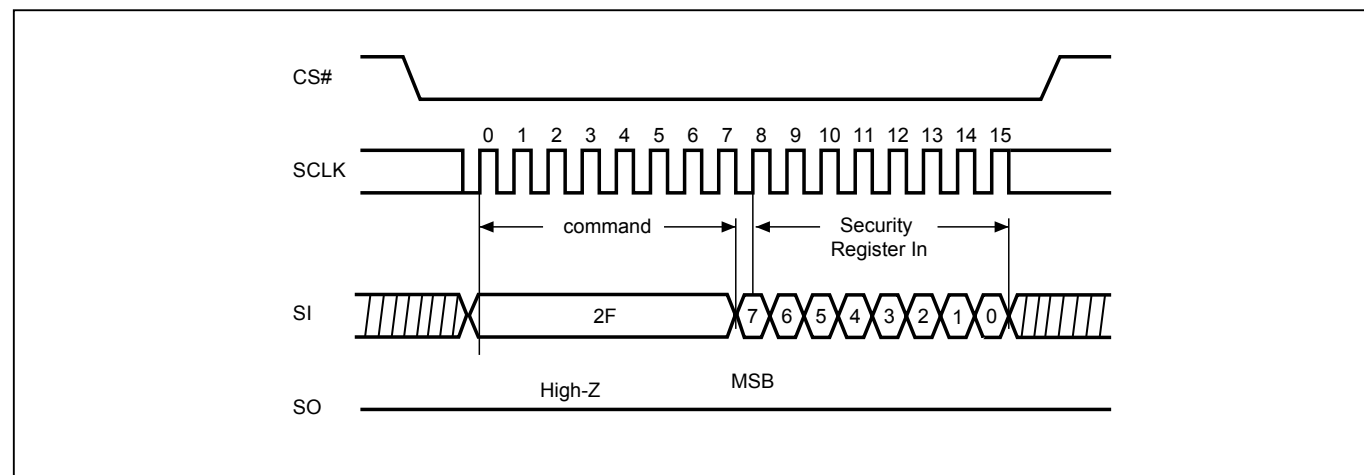 CS#
0 1 2 3 4 5 6 7 8 9 10 11 12 13 14 15
SCLK
command
Security
Register In
SI
2F
7 6 5 4 3 2 1 0
MSB
High-Z
SO